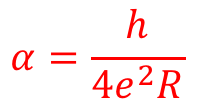 α = h / 4e²R